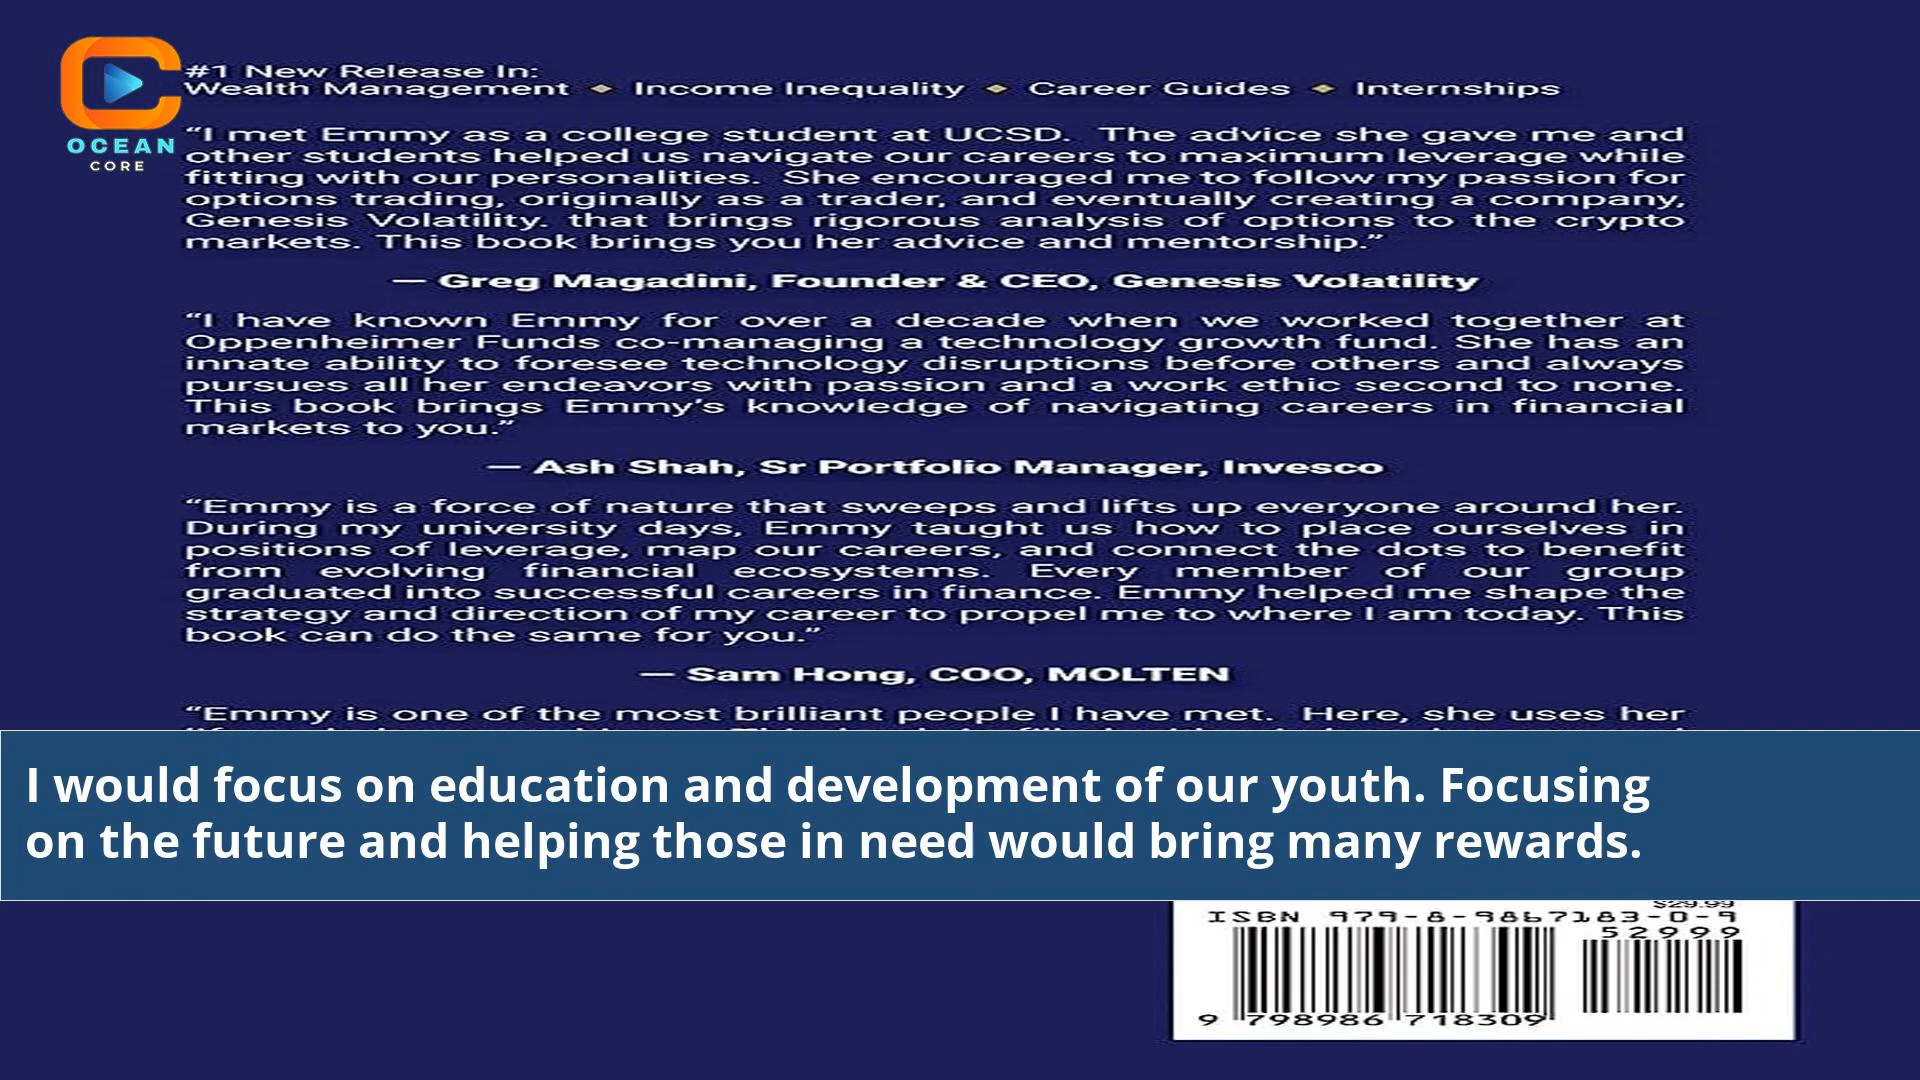 OCEAN
CORE
#1 New Release In:
Wealth Management ◆ Income Inequality ◆ Career Guides ◆ Internships
“I met Emmy as a college student at UCSD. The advice she gave me and
other students helped us navigate our careers to maximum leverage while
fitting with our personalities. She encouraged me to follow my passion for
options trading, originally as a trader, and eventually creating a company,
Genesis Volatility. that brings rigorous analysis of options to the crypto
markets. This book brings you her advice and mentorship.”
— Greg Magadini, Founder & CEO, Genesis Volatility
“I have known Emmy for over a decade when we worked together at
Oppenheimer Funds co-managing a technology growth fund. She has an
innate ability to foresee technology disruptions before others and always
pursues all her endeavors with passion and a work ethic second to none.
This book brings Emmy’s knowledge of navigating careers in financial
markets to you.”
— Ash Shah, Sr Portfolio Manager, Invesco
“Emmy is a force of nature that sweeps and lifts up everyone around her.
During my university days, Emmy taught us how to place ourselves in
positions of leverage, map our careers, and connect the dots to benefit
from evolving financial ecosystems. Every member of our group
graduated into successful careers in finance. Emmy helped me shape the
strategy and direction of my career to propel me to where I am today. This
book can do the same for you.”
— Sam Hong, COO, MOLTEN
“Emmy is one of the most brilliant people I have met. Here, she uses her
I would focus on education and development of our youth. Focusing
on the future and helping those in need would bring many rewards.
$29.99
ISBN 979-8-9867183-0-9
52999
9 798986 718309